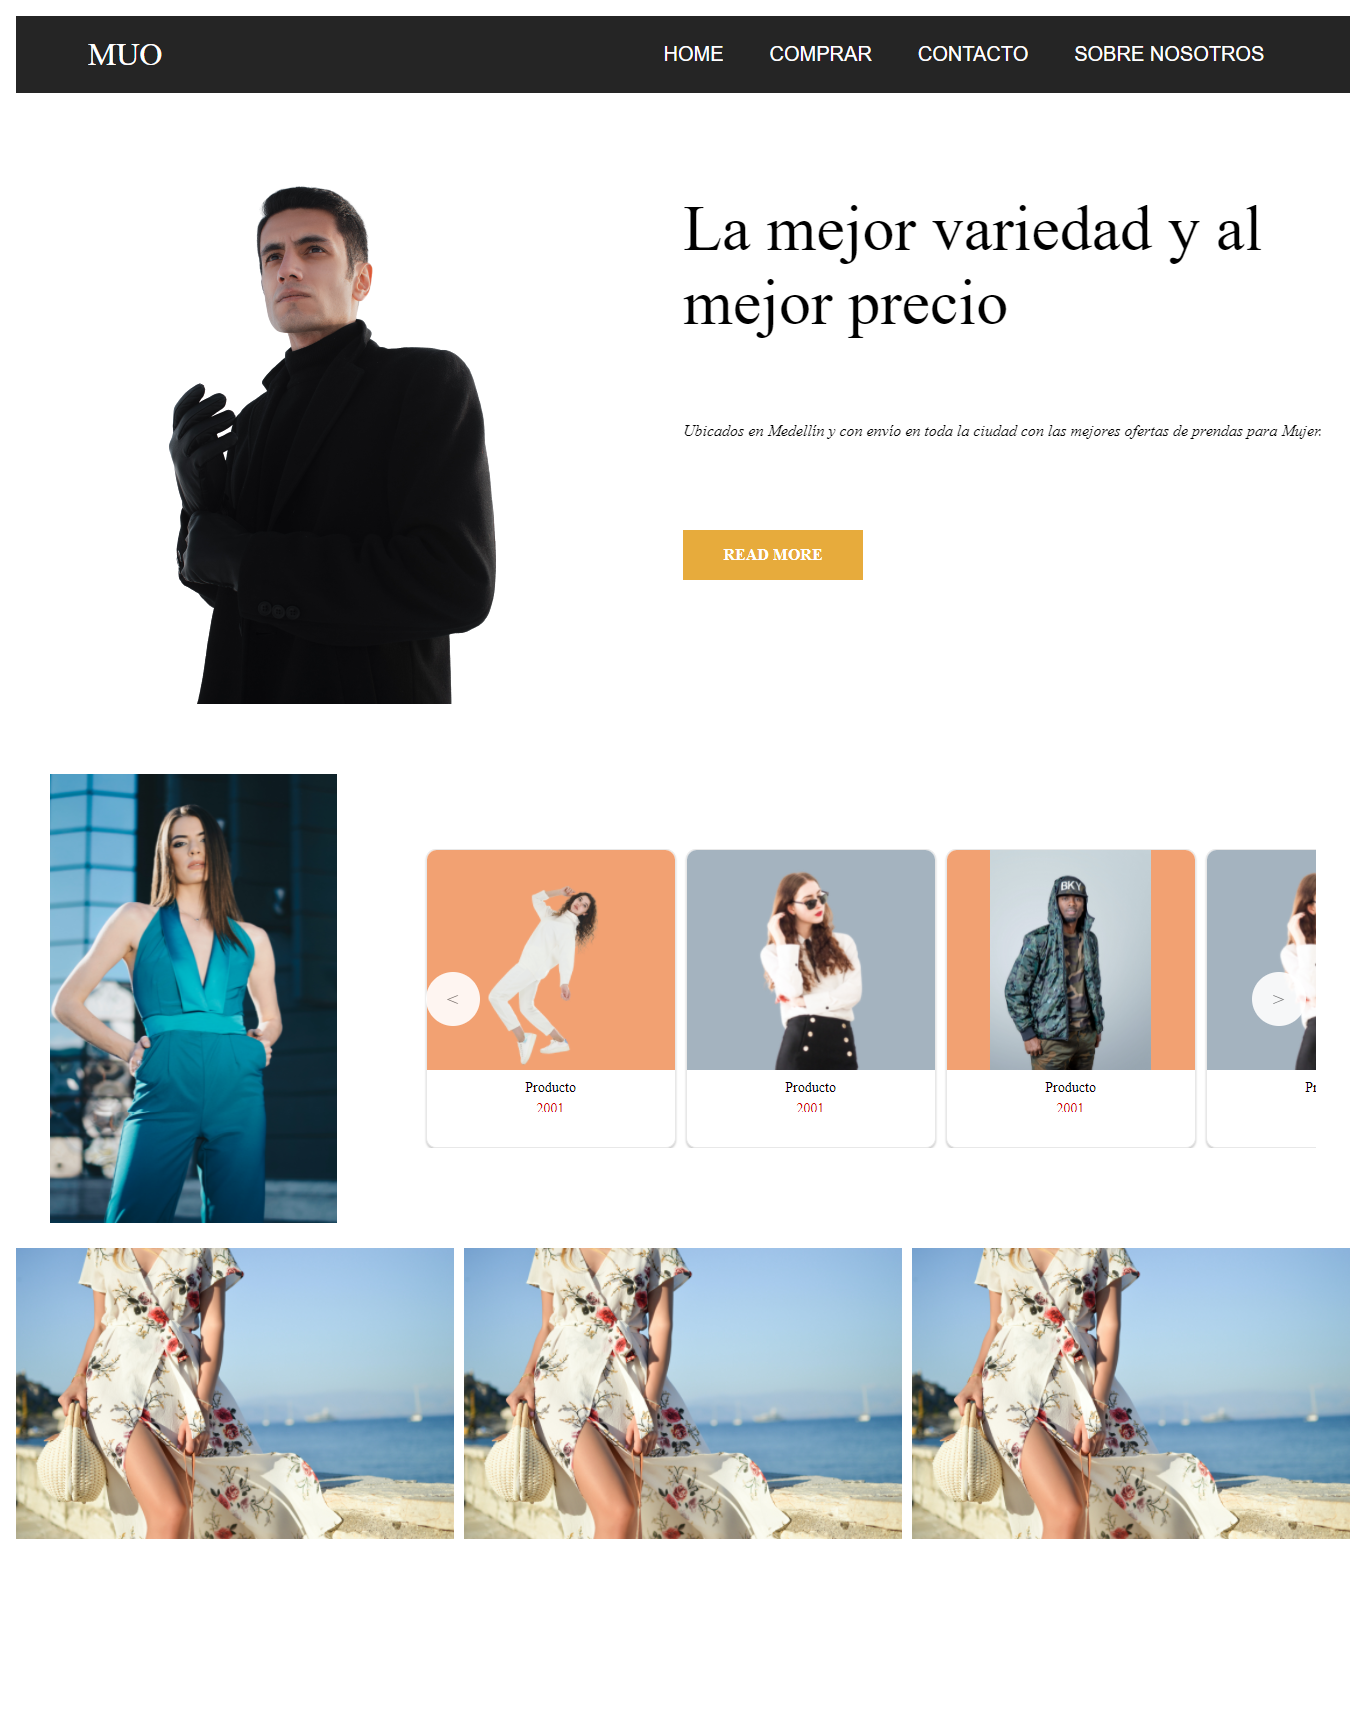 MUO
HOME COMPRAR CONTACTO SOBRE NOSOTROS
La mejor variedad y al
mejor precio
Ubicados en Medellín y con envío en toda la ciudad con las mejores ofertas de prendas para Mujer.
READ MORE
BKY
< >
Producto Producto Producto Pr
2001 2001 2001